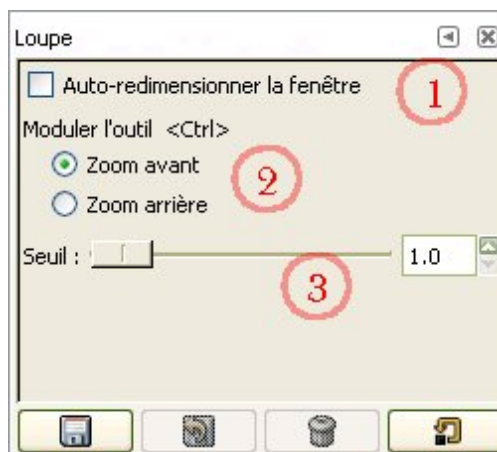 Loupe
Auto-redimensionner la fenêtre
1
Moduler l'outil <Ctrl>
Zoom avant
2
Zoom arrière
Seuil : 1.0
3